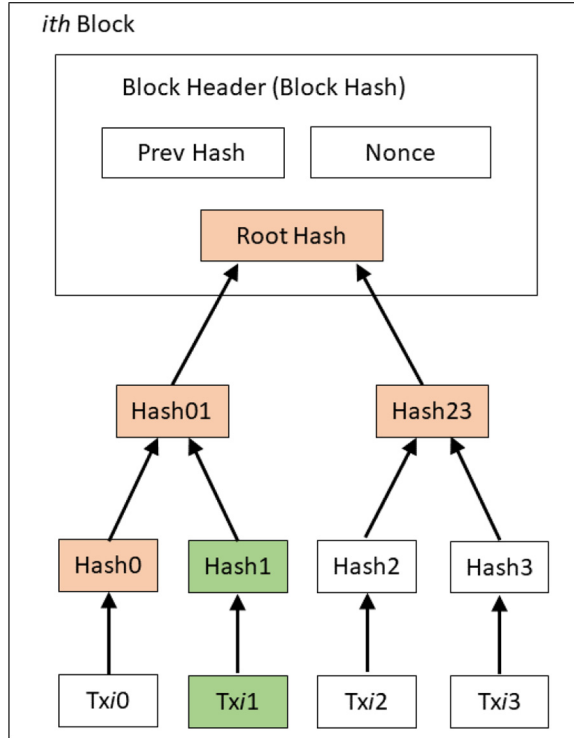 ith Block
Block Header (Block Hash)
Prev Hash
Nonce
Root Hash
Hash01
Hash23
Hash0
Hash1
Hash2
Hash3
Txi0
Txi1
Txi2
Txi3